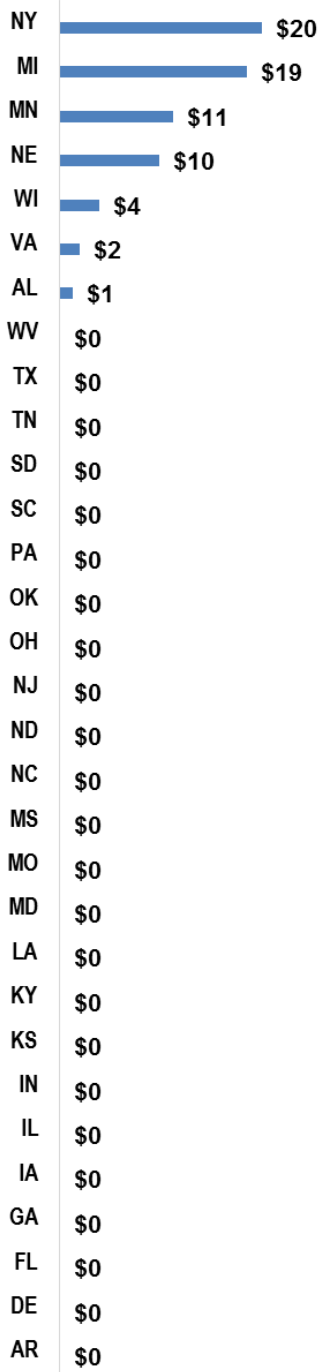 NY $20
MI $19
MN $11
NE $10
WI $4
VA $2
AL $1
WV $0
TX $0
TN $0
SD $0
SC $0
PA $0
OK $0
OH $0
NJ $0
ND $0
NC $0
MS $0
MO $0
MD $0
LA $0
KY $0
KS $0
IN $0
IL $0
IA $0
GA $0
FL $0
DE $0
AR $0